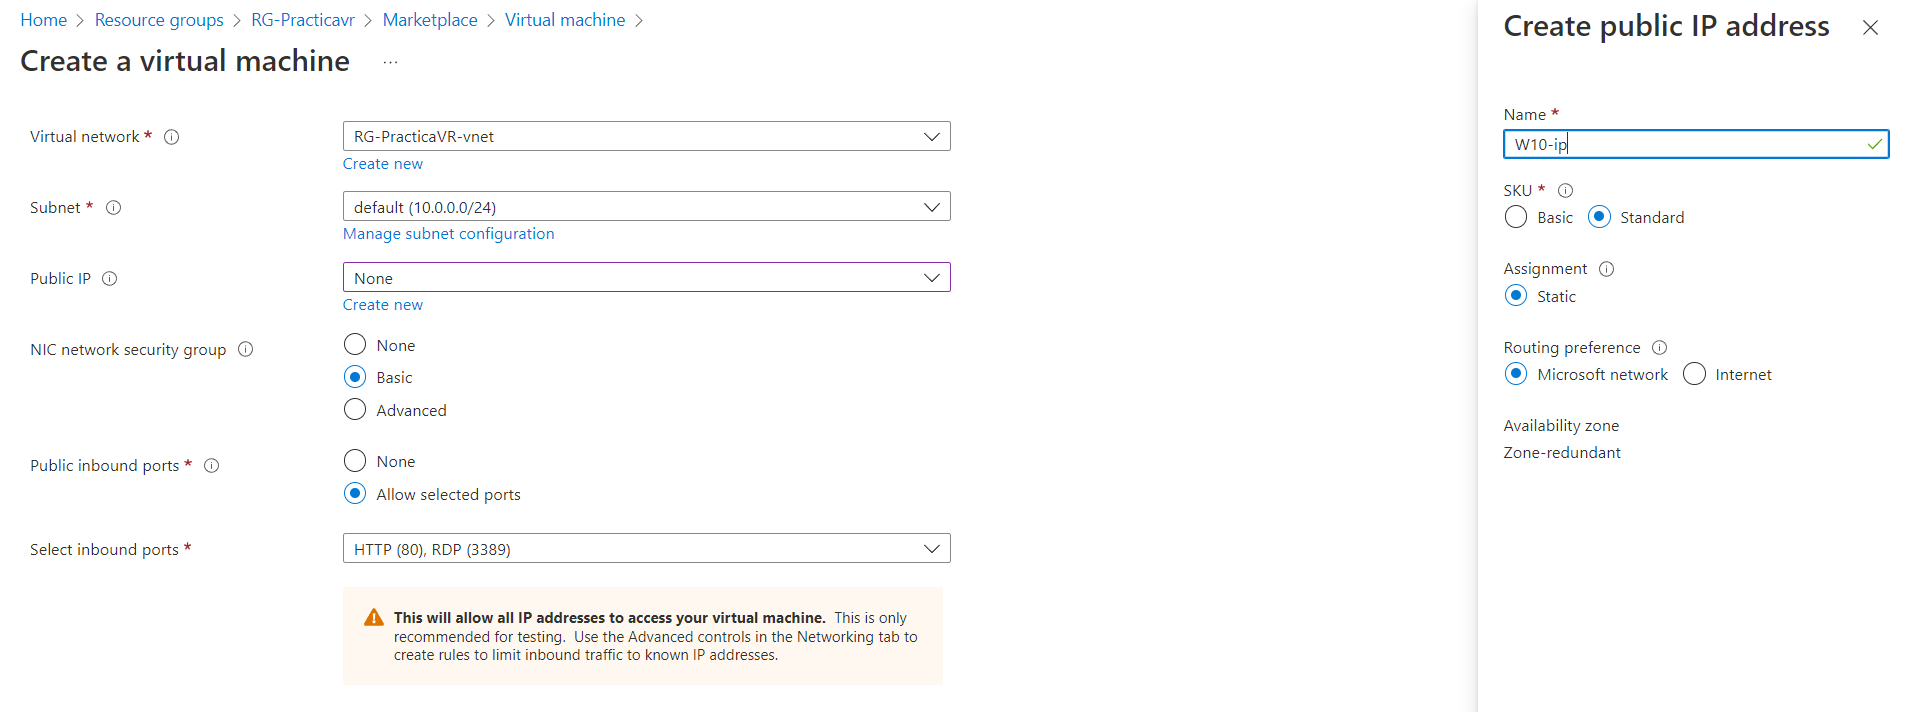 Home > Resource groups > RG-Practicavr > Marketplace > Virtual machine >
Create a virtual machine ...
Virtual network *
RG-PracticaVR-vnet
Create new
Subnet *
default (10.0.0.0/24)
Manage subnet configuration
Public IP
None
Create new
NIC network security group
None
Basic
Advanced
Public inbound ports *
None
Allow selected ports
Select inbound ports *
HTTP (80), RDP (3389)
This will allow all IP addresses to access your virtual machine. This is only
recommended for testing. Use the Advanced controls in the Networking tab to
create rules to limit inbound traffic to known IP addresses.
Create public IP address
Name *
W10-ip
SKU *
Basic Standard
Assignment
Static
Routing preference
Microsoft network Internet
Availability zone
Zone-redundant